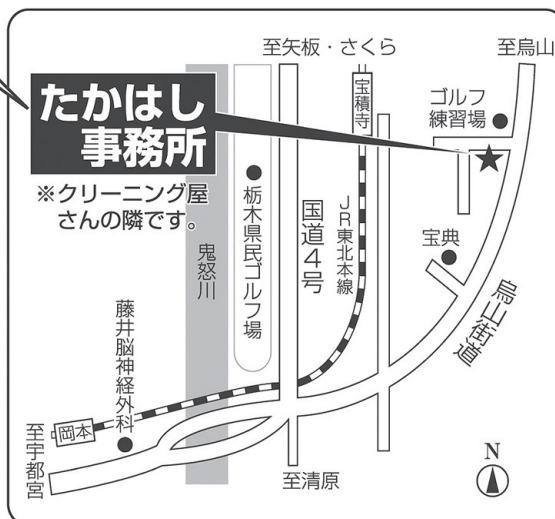 至矢板・さくら
至烏山
たかはし
事務所
※クリーニング屋
さんの隣です。
宝積寺
ゴルフ
練習場
栃木県民ゴルフ場
国道4号
JR東北本線
宝典
鬼怒川
烏山街道
藤井脳神経外科
岡本
至宇都宮
至清原
N